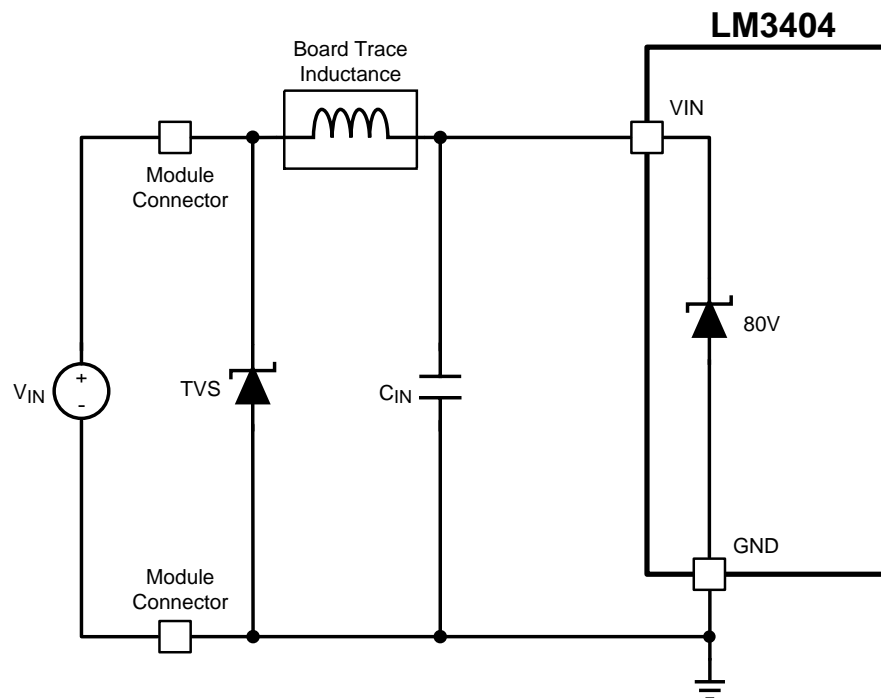 LM3404
Board Trace
Inductance
VIN
Module
Connector
80V
TVS
CIN
VIN
+
-
GND
Module
Connector